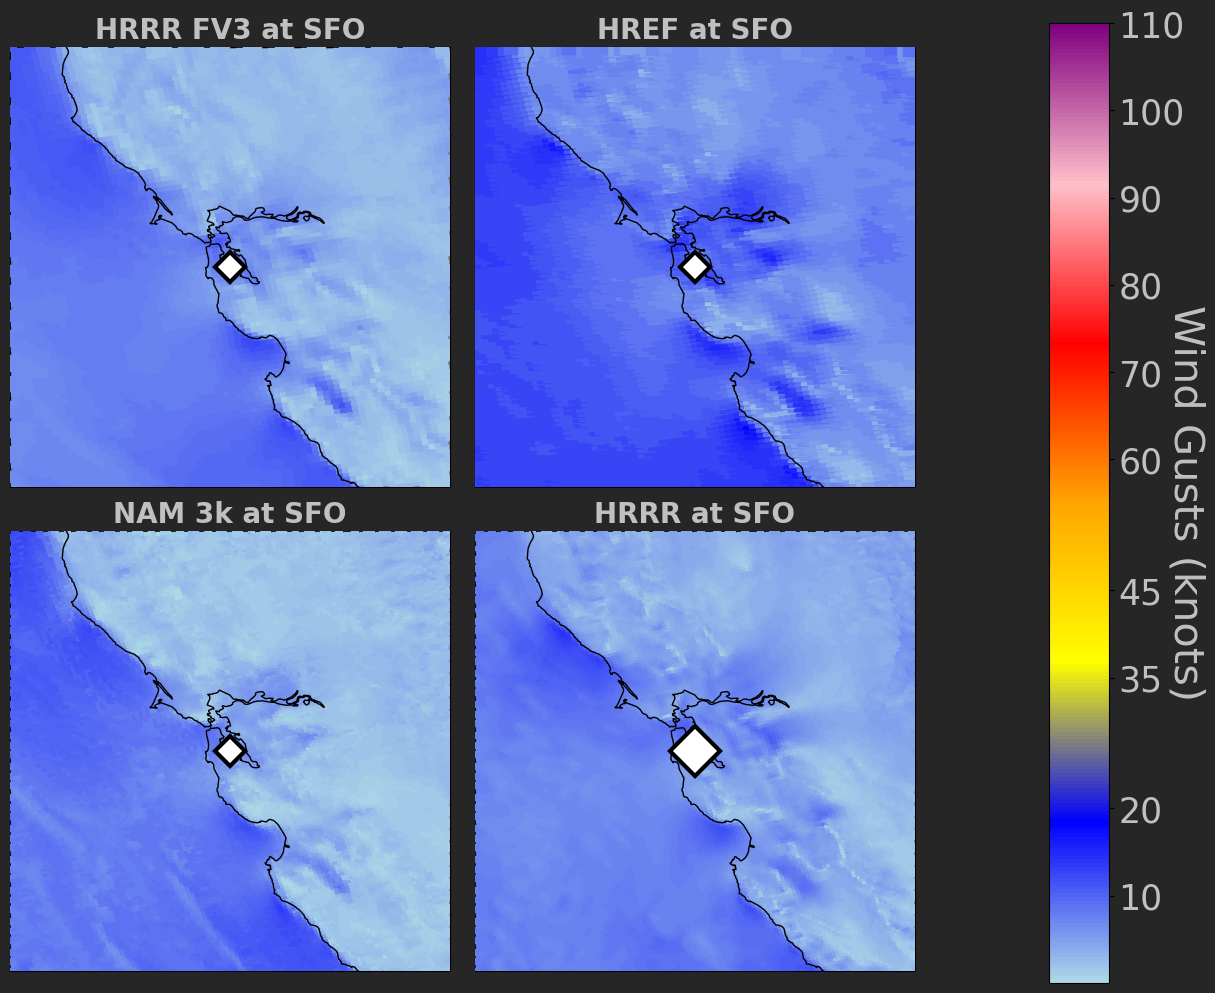 HRRR FV3 at SFO
HREF at SFO
NAM 3k at SFO
HRRR at SFO
110
100
90
80
70
60
45
35
20
10
Wind Gusts (knots)